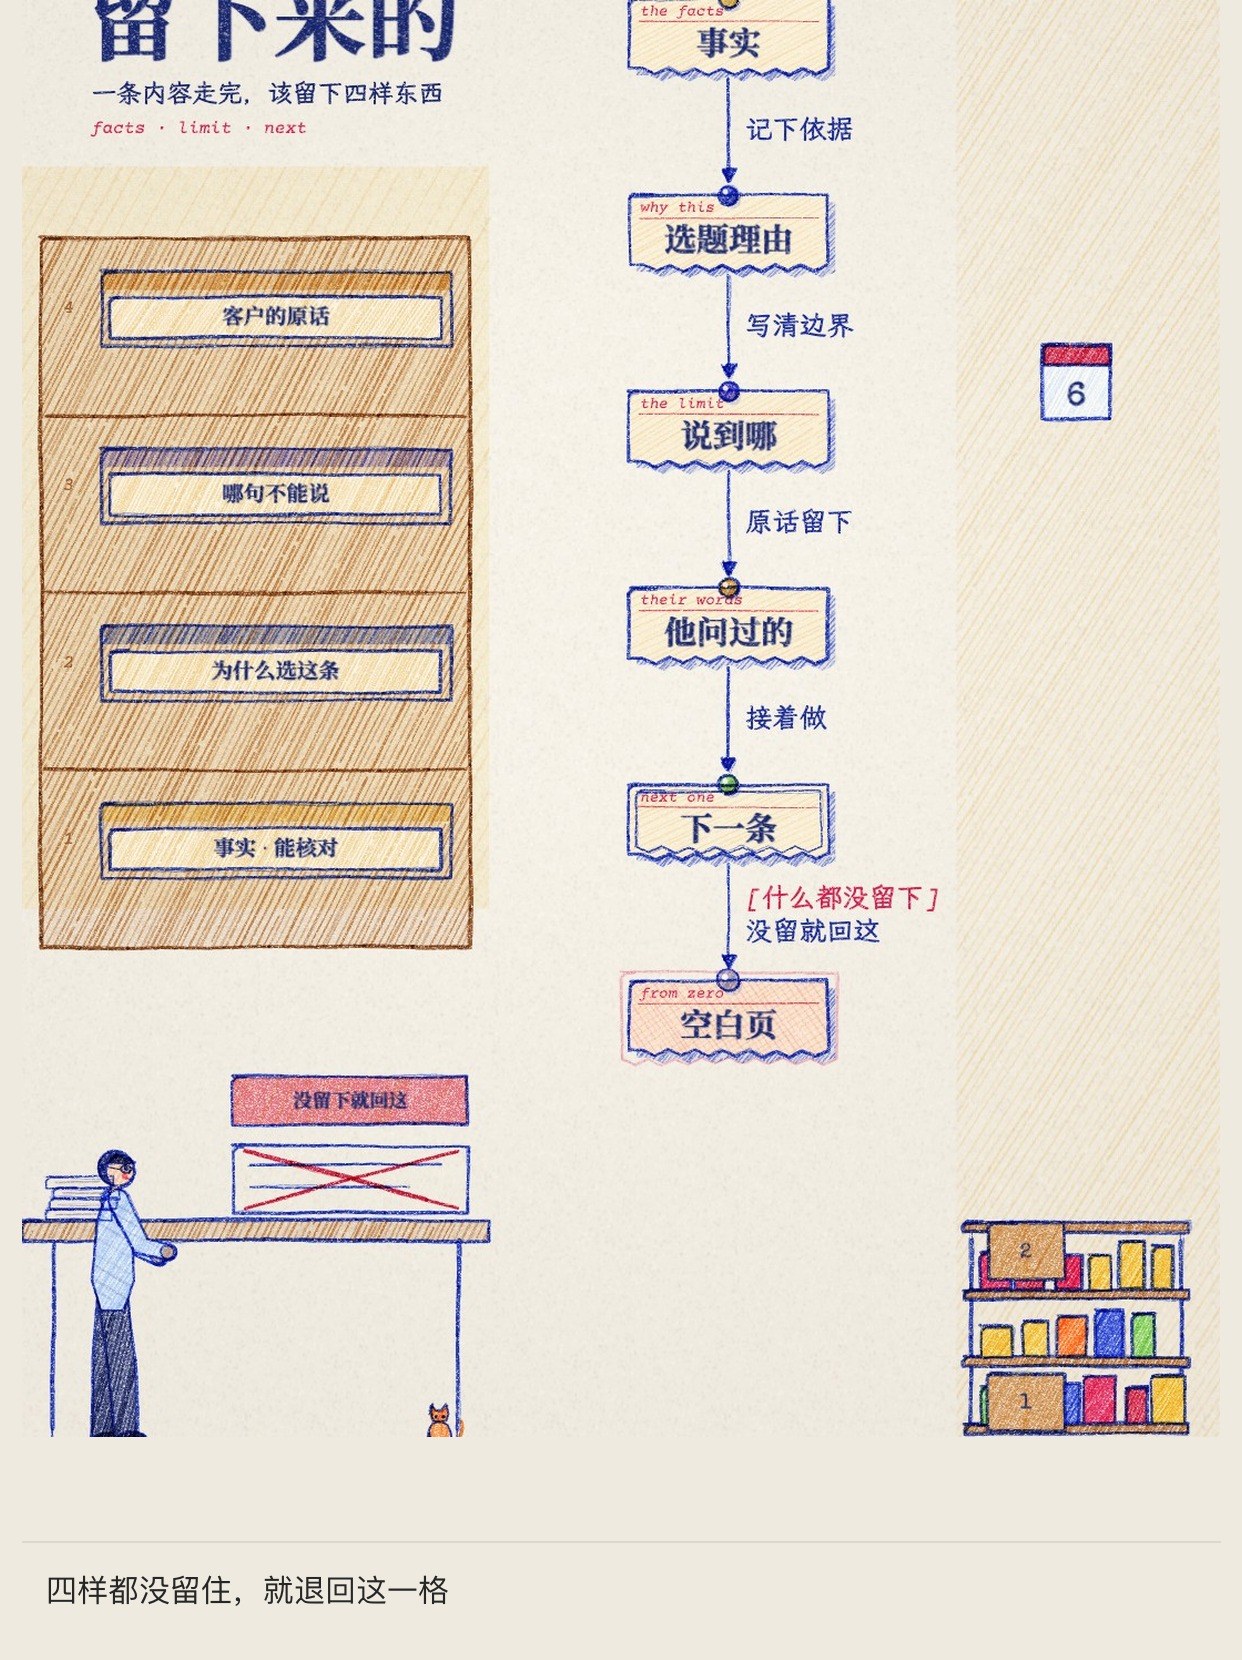 留下来的
一条内容走完，该留下四样东西
facts · limit · next
4
客户的原话
3
哪句不能说
2
为什么选这条
1
事实·能核对
没留下就回这
the facts
事实
记下依据
why this
选题理由
写清边界
the limit
说到哪
原话留下
their words
他问过的
接着做
next one
下一条
[什么都没留下]
没留就回这
from zero
空白页
6
2
1
四样都没留住，就退回这一格